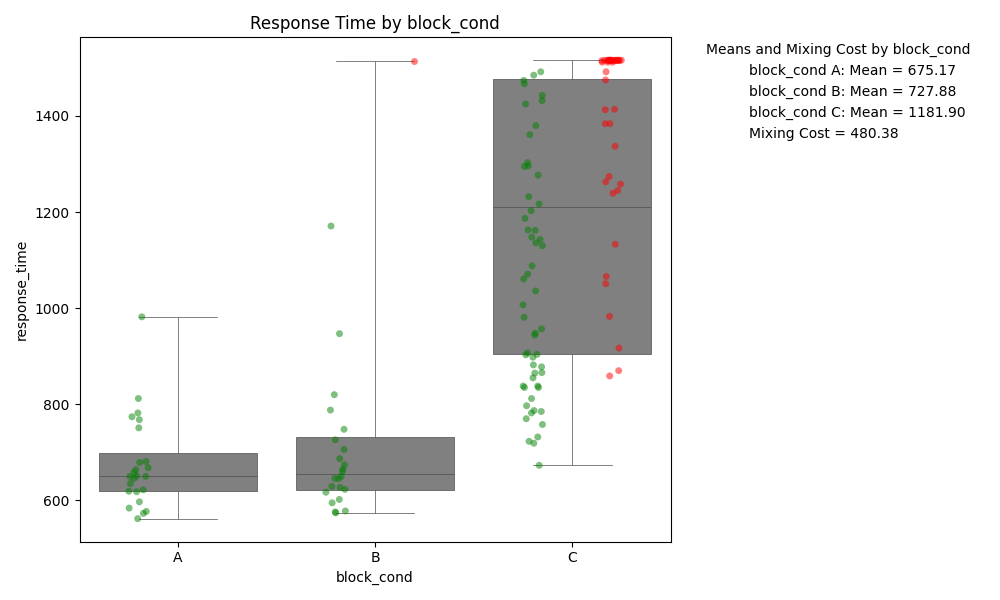 Response Time by block_cond
Means and Mixing Cost by block_cond
block_cond A: Mean = 675.17
block_cond B: Mean = 727.88
block_cond C: Mean = 1181.90
Mixing Cost = 480.38
response_time
1400
1200
1000
800
600
A
B
C
block_cond